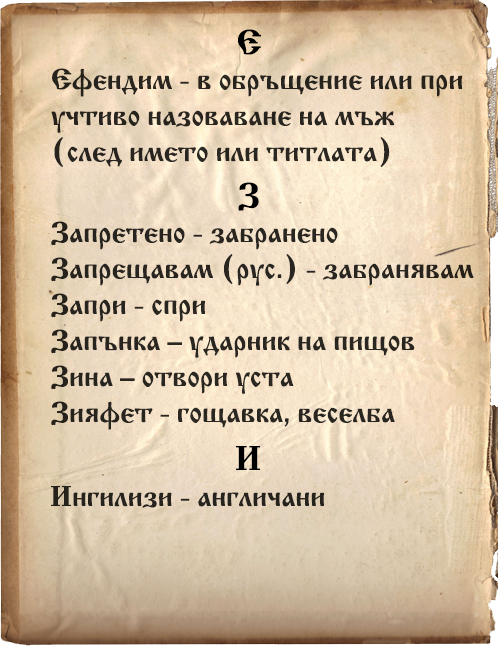 Е
Ефендим - в обръщение или при
учтиво назоваване на мъж
(след името или титлата)
З
Запретено - забранено
Запрещавам (рус.) - забранявам
Запри - спри
Запънка – ударник на пищов
Зина – отвори уста
Зияфет - гощавка, веселба
И
Ингилизи - англичани